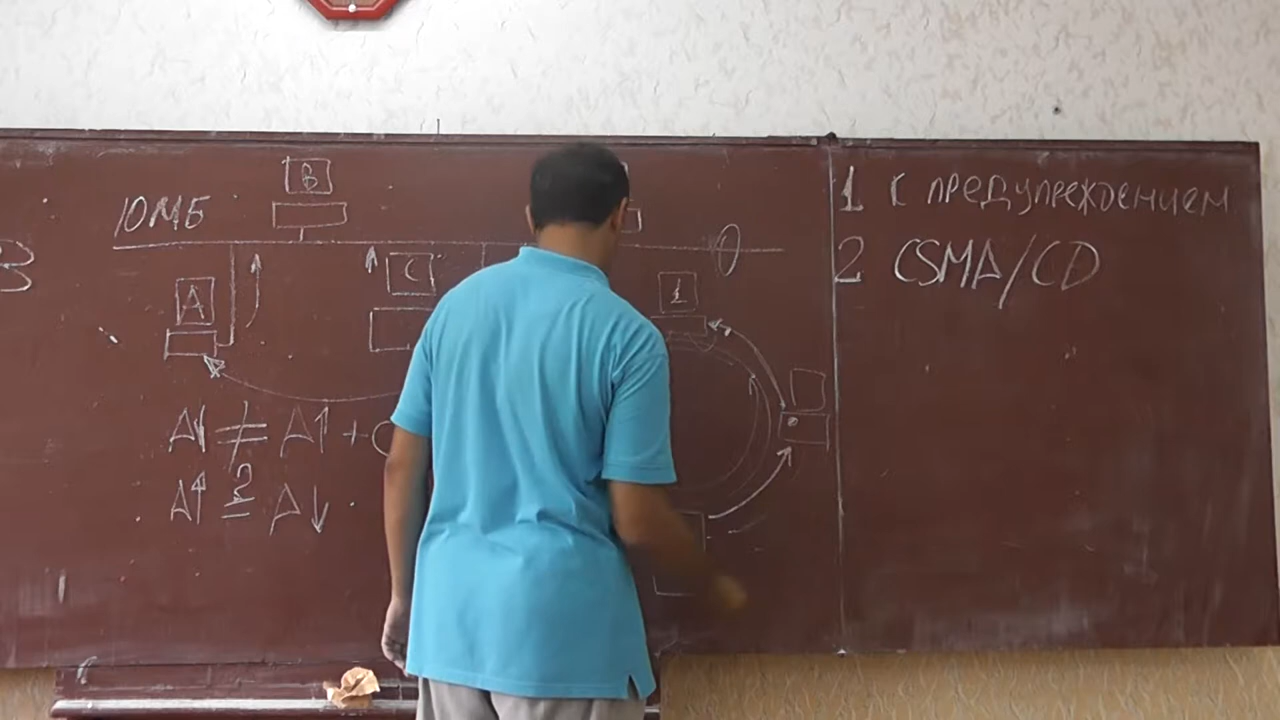 10МБ
B
A
C
1
A↓ ≠ A↑ +
A↑ ≟ A↓
1 с предупреждением
2 CSMA/CD